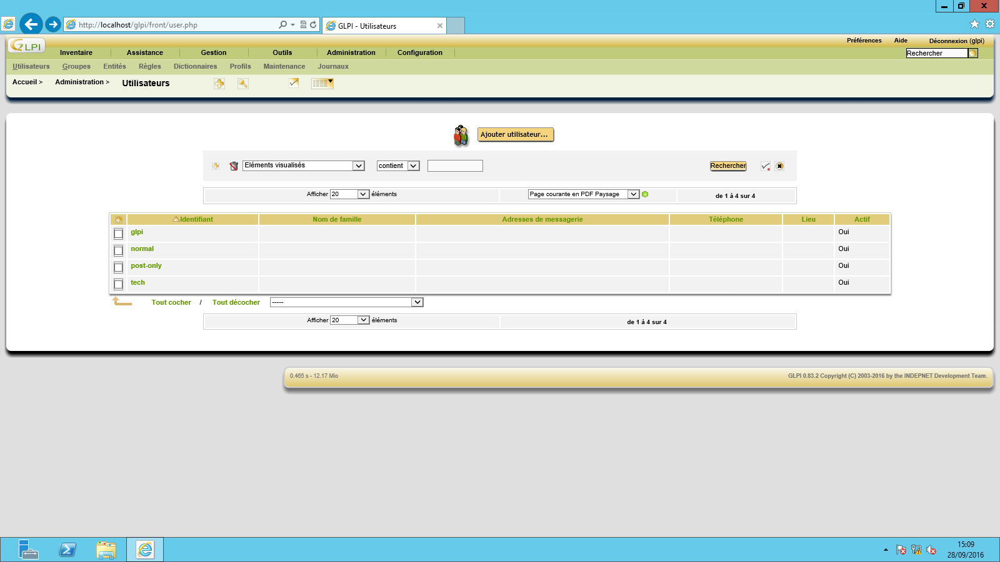 http://localhost/glpi/front/user.php
GLPI - Utilisateurs
GLPI
Préférences Aide Déconnexion (glpi)
Inventaire Assistance Gestion Outils Administration Configuration
Rechercher
Utilisateurs Groupes Entités Règles Dictionnaires Profils Maintenance Journaux
Accueil > Administration > Utilisateurs
Ajouter utilisateur...
Eléments visualisés contient Rechercher
Afficher 20 éléments Page courante en PDF Paysage de 1 à 4 sur 4
Identifiant Nom de famille Adresses de messagerie Téléphone Lieu Actif
glpi Oui
normal Oui
post-only Oui
tech Oui
Tout cocher / Tout décocher -----
Afficher 20 éléments de 1 à 4 sur 4
0.465 s - 12.17 Mio GLPI 0.83.2 Copyright (C) 2003-2016 by the INDEPNET Development Team.
15:09
28/09/2016